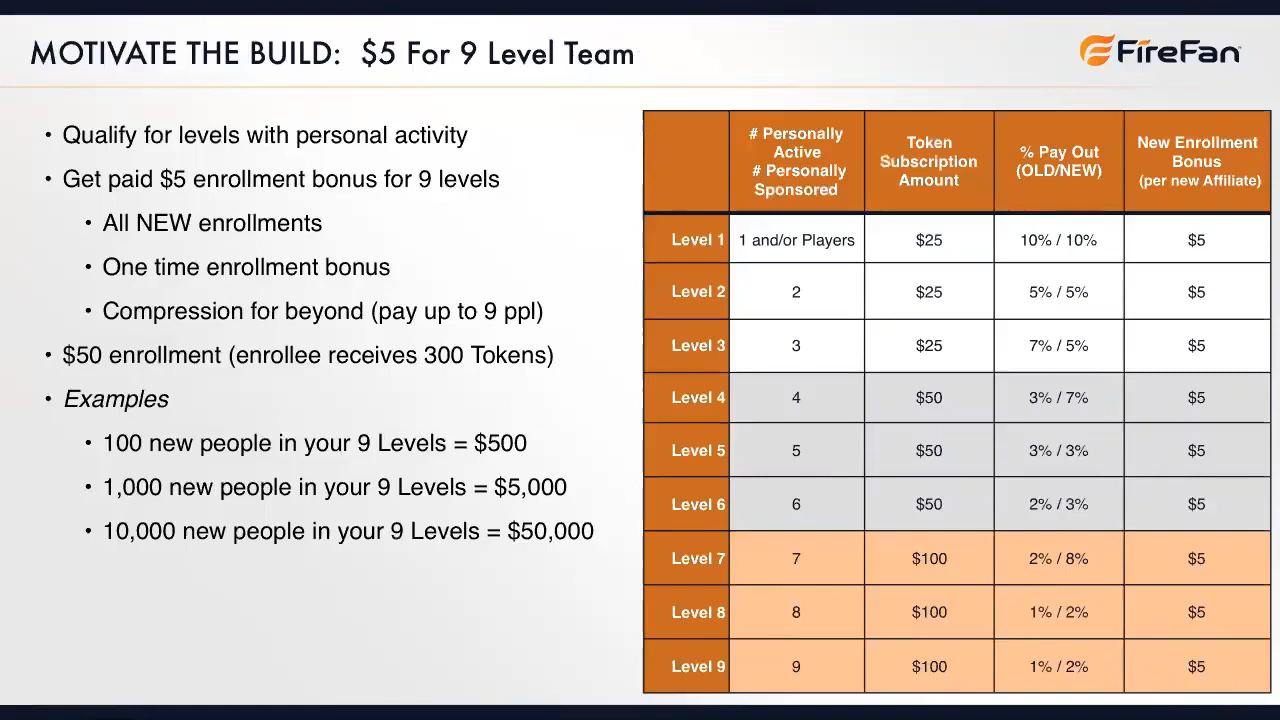 MOTIVATE THE BUILD: $5 For 9 Level Team
FireFan™
• Qualify for levels with personal activity
• Get paid $5 enrollment bonus for 9 levels
• All NEW enrollments
• One time enrollment bonus
• Compression for beyond (pay up to 9 ppl)
• $50 enrollment (enrollee receives 300 Tokens)
• Examples
• 100 new people in your 9 Levels = $500
• 1,000 new people in your 9 Levels = $5,000
• 10,000 new people in your 9 Levels = $50,000
# Personally
Active
# Personally
Sponsored
Token
Subscription
Amount
% Pay Out
(OLD/NEW)
New Enrollment
Bonus
(per new Affiliate)
Level 1 1 and/or Players $25 10% / 10% $5
Level 2 2 $25 5% / 5% $5
Level 3 3 $25 7% / 5% $5
Level 4 4 $50 3% / 7% $5
Level 5 5 $50 3% / 3% $5
Level 6 6 $50 2% / 3% $5
Level 7 7 $100 2% / 8% $5
Level 8 8 $100 1% / 2% $5
Level 9 9 $100 1% / 2% $5